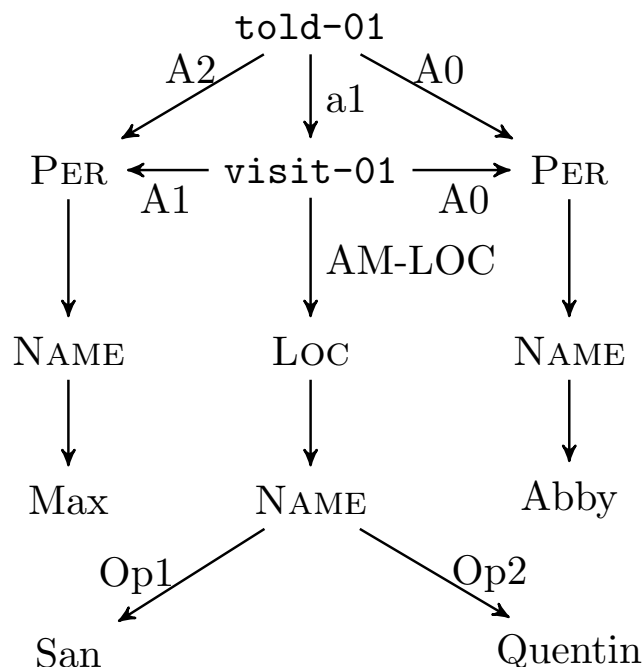 told-01
A2 a1 A0
PER visit-01 PER
A1 A0
AM-LOC
NAME LOC NAME
Max NAME Abby
Op1 Op2
San Quentin